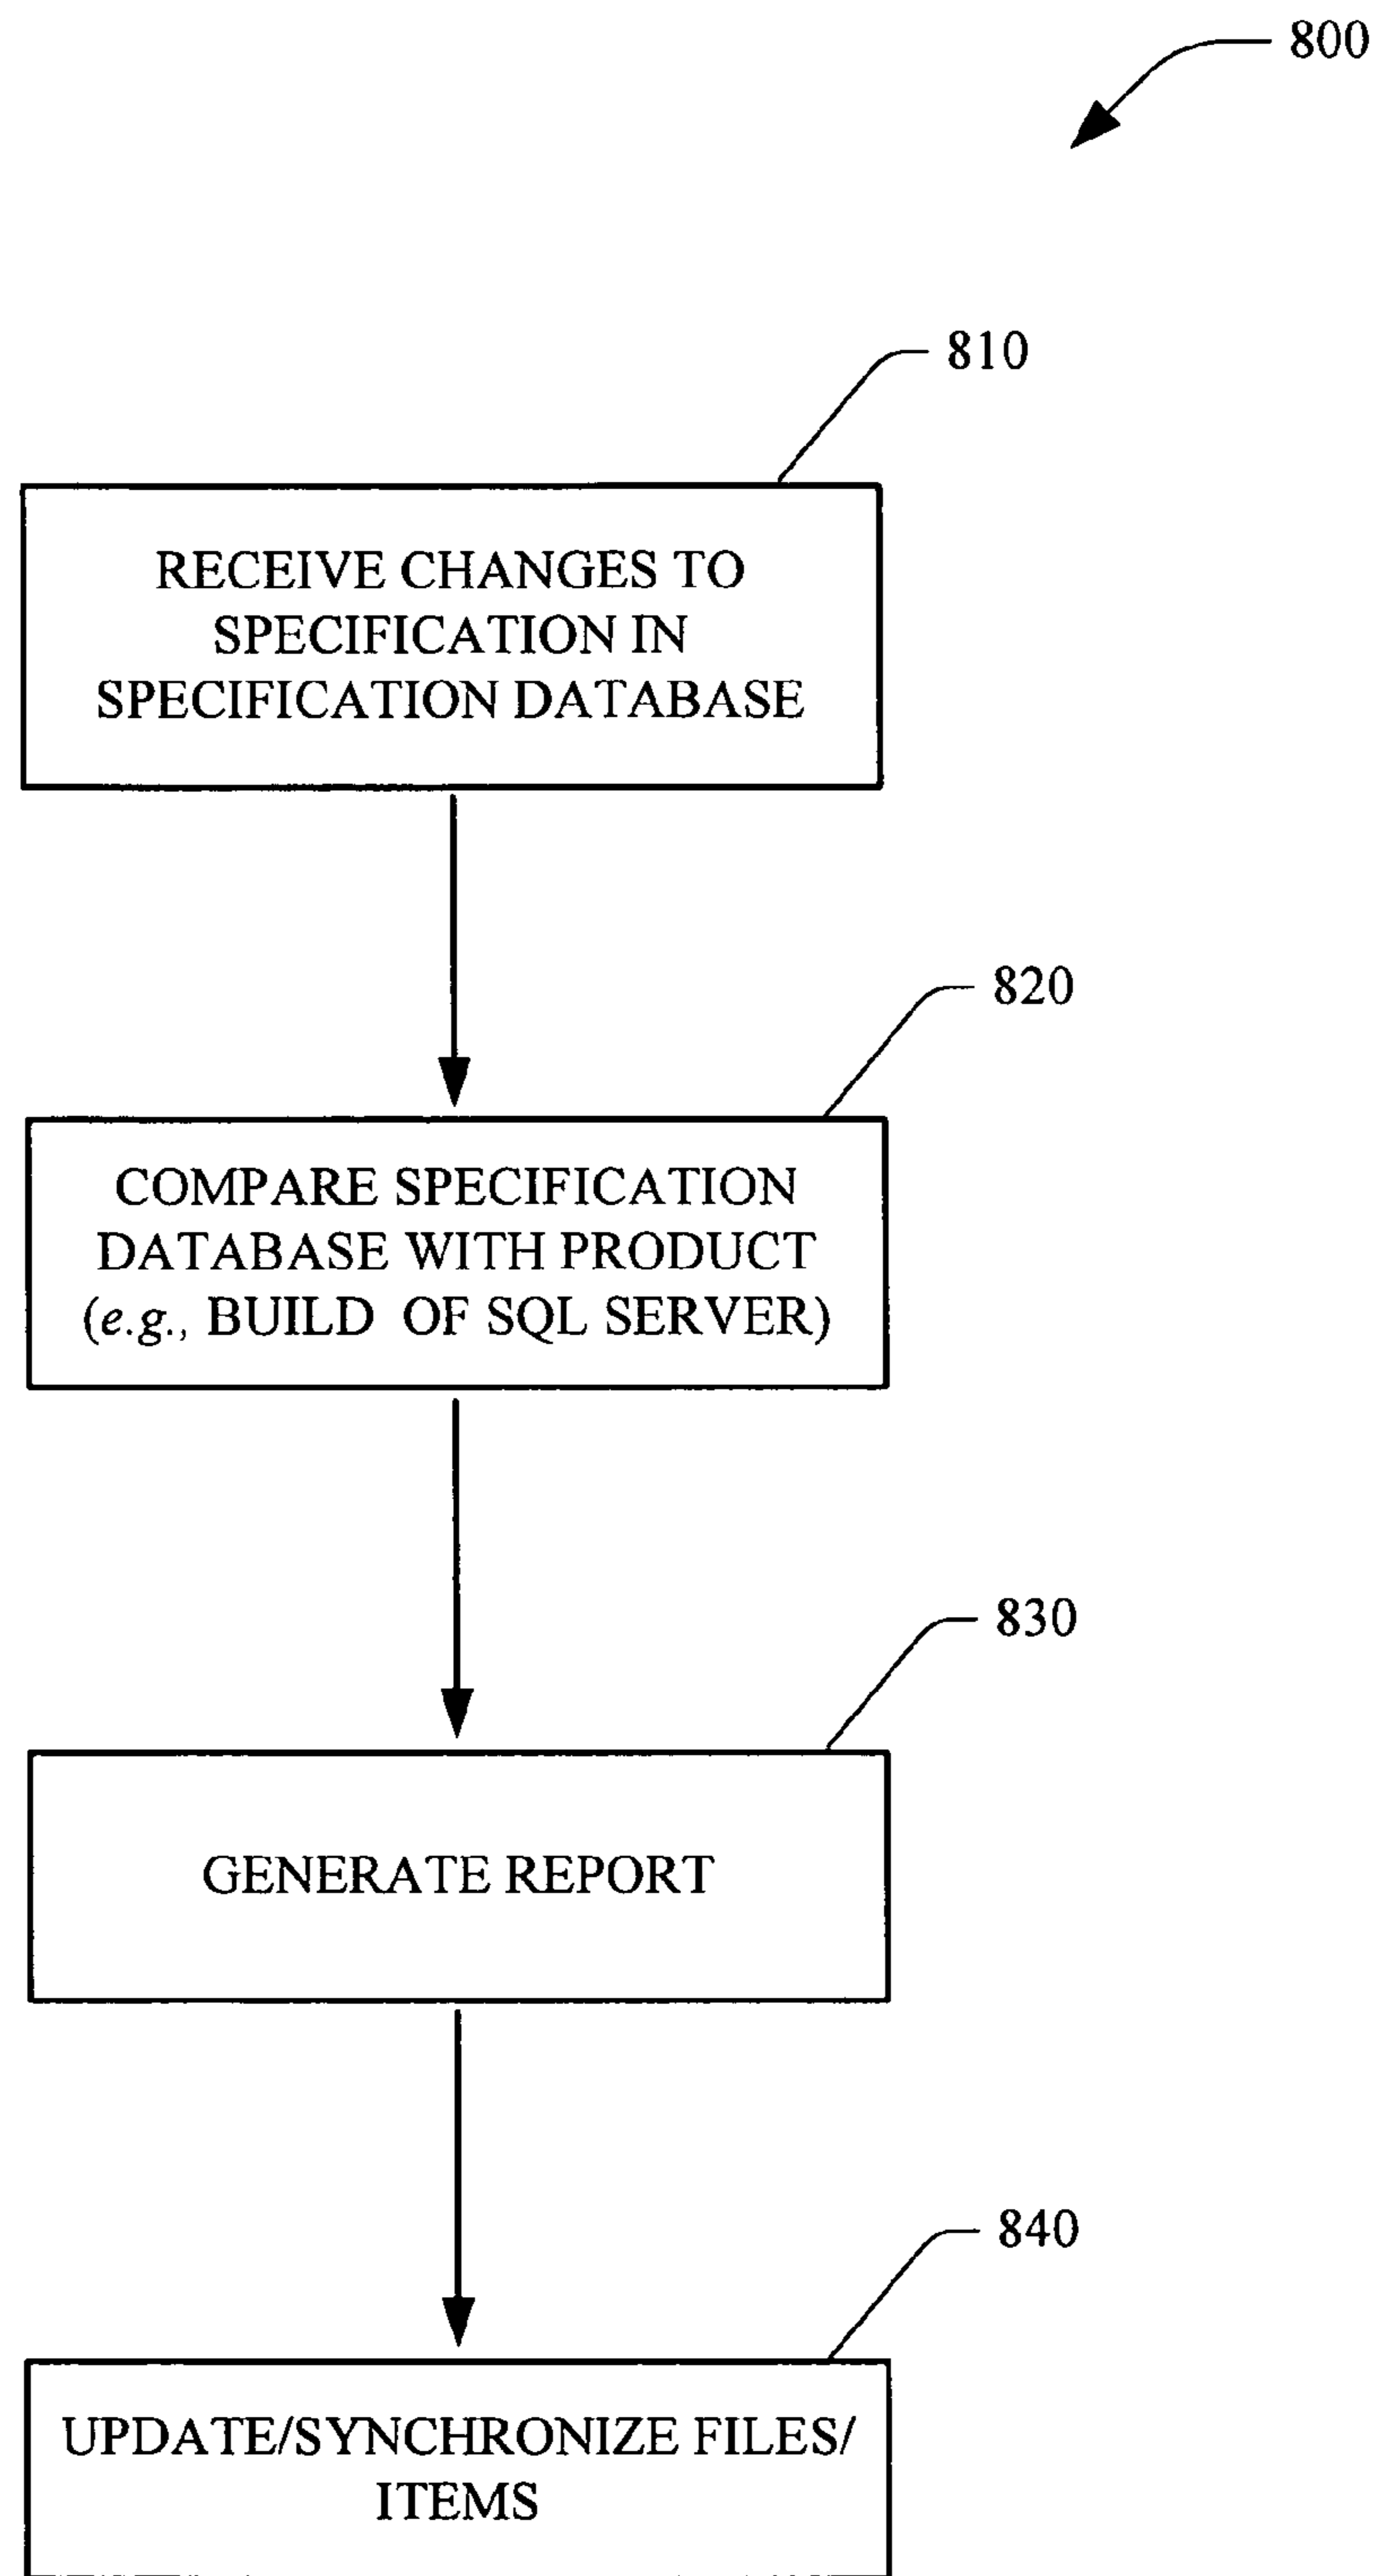 800
810
RECEIVE CHANGES TO
SPECIFICATION IN
SPECIFICATION DATABASE
820
COMPARE SPECIFICATION
DATABASE WITH PRODUCT
(e.g., BUILD OF SQL SERVER)
830
GENERATE REPORT
840
UPDATE/SYNCHRONIZE FILES/
ITEMS